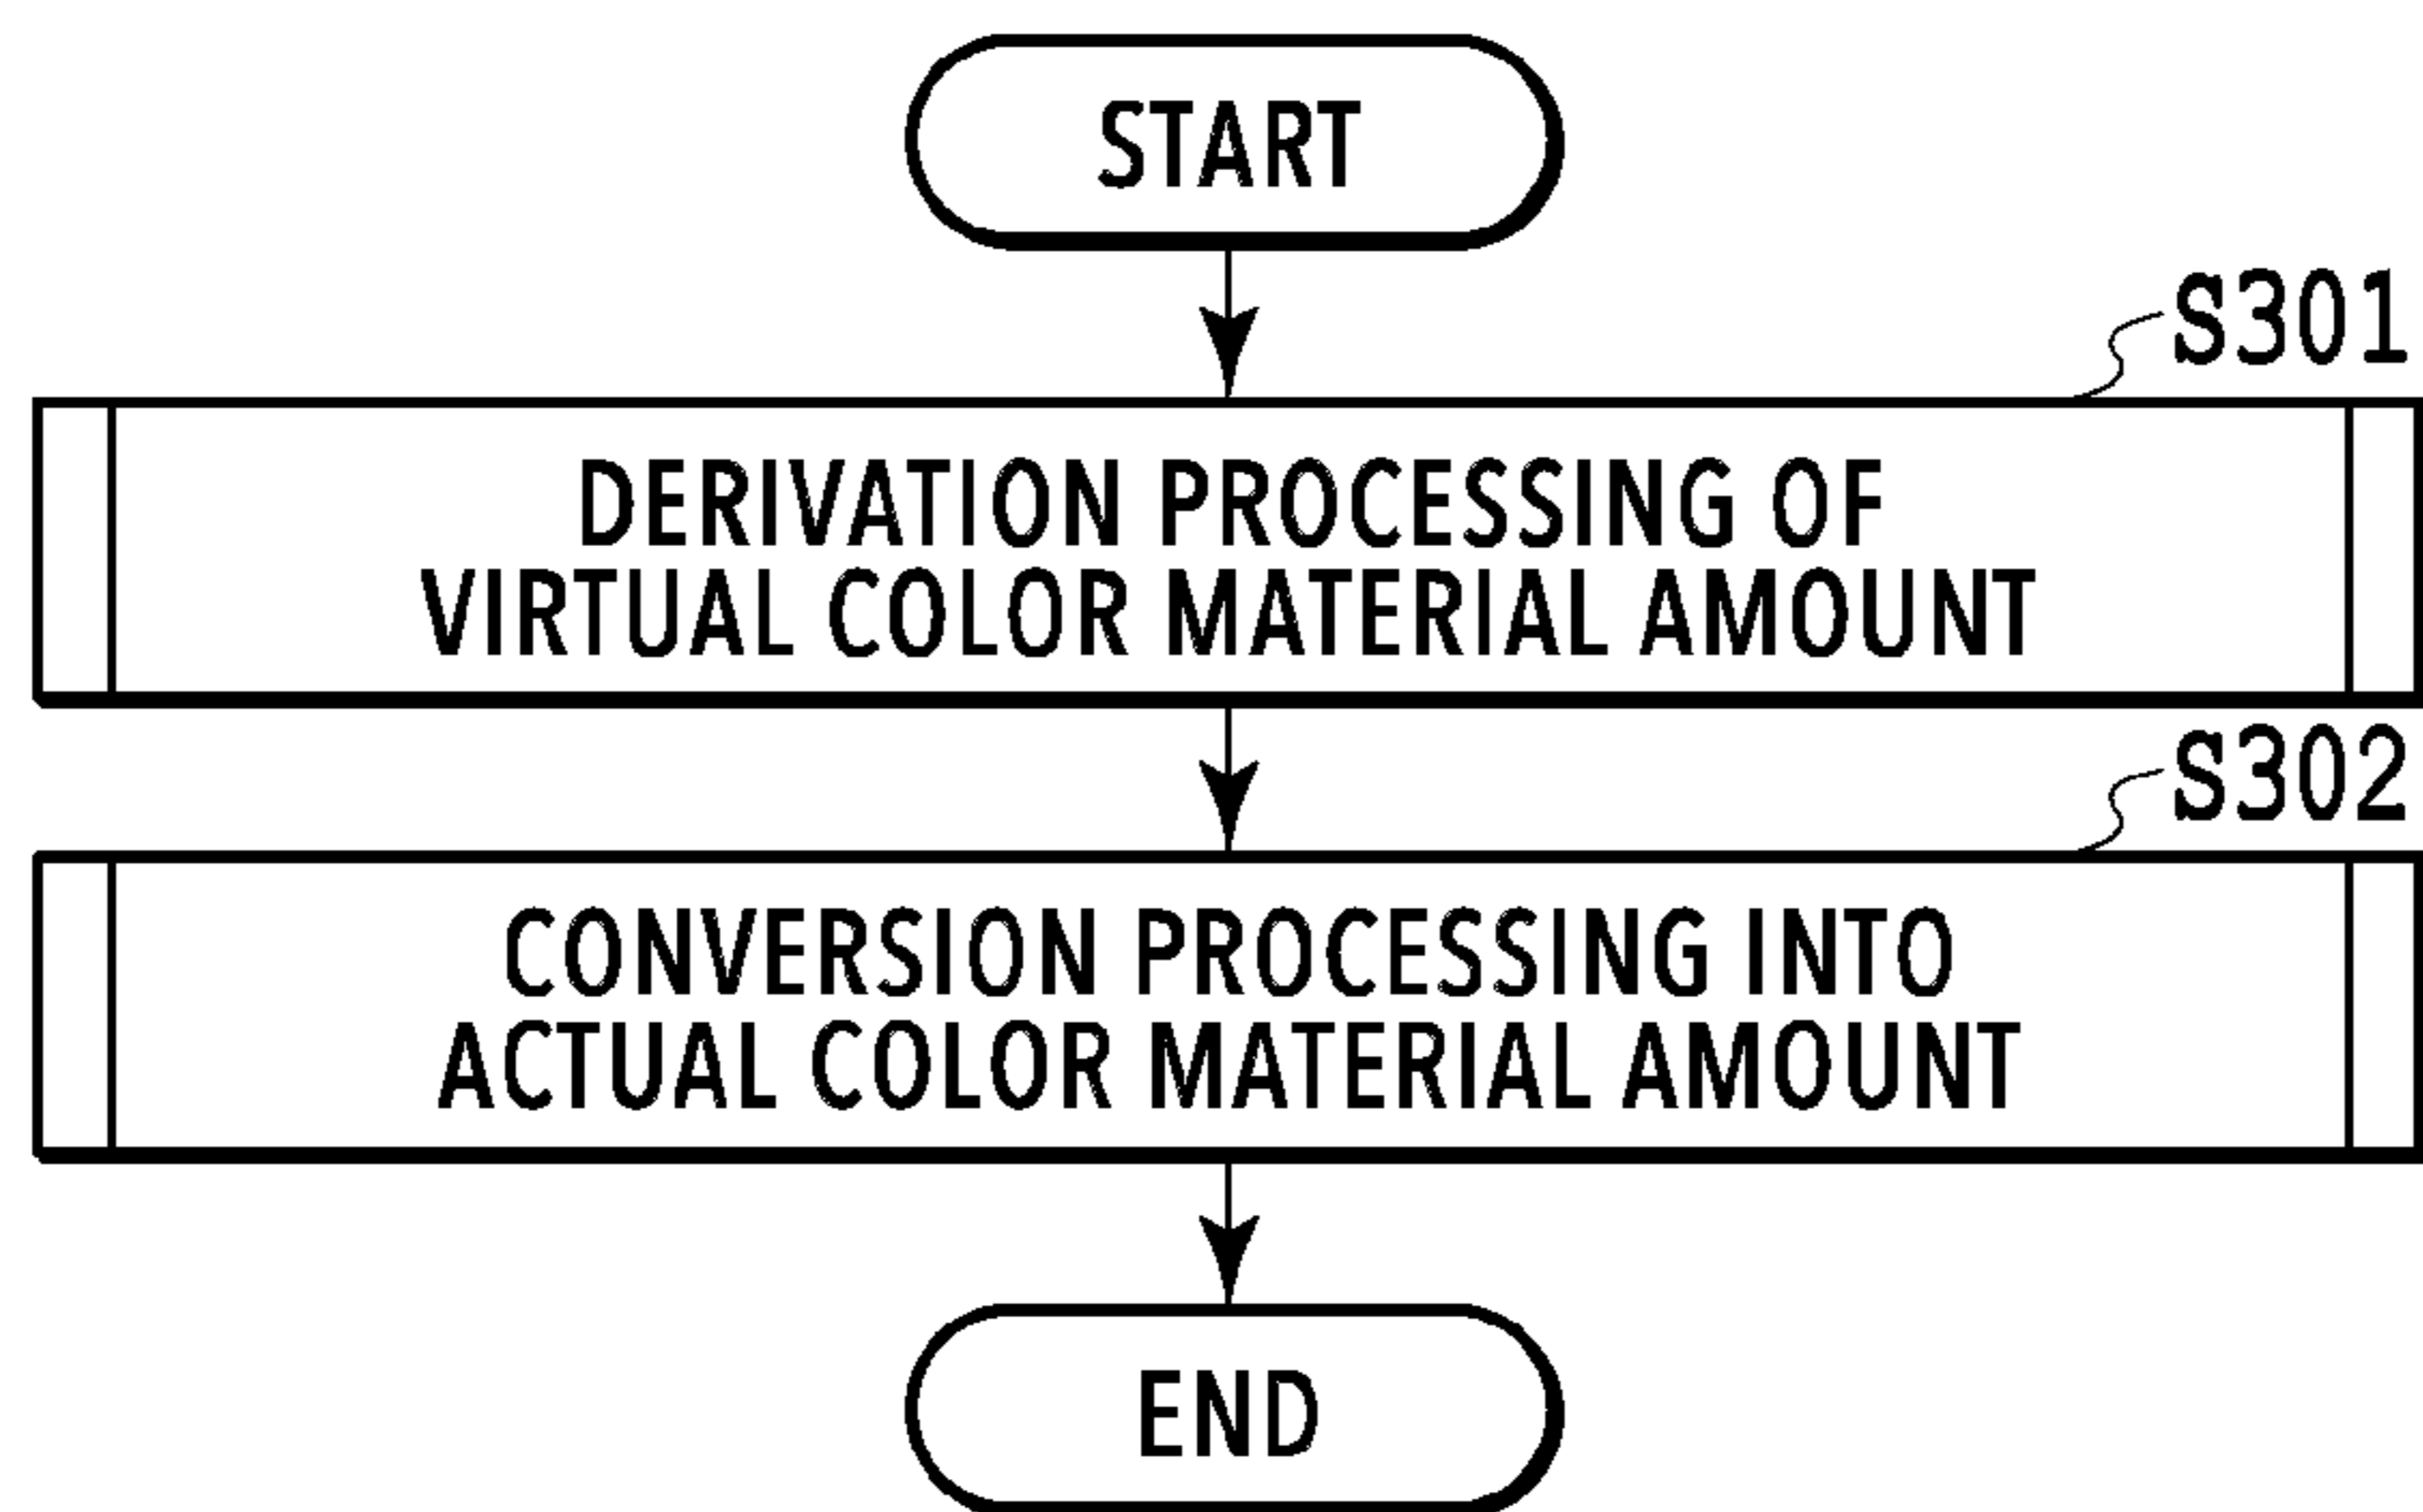 START
S301
DERIVATION PROCESSING OF
VIRTUAL COLOR MATERIAL AMOUNT
S302
CONVERSION PROCESSING INTO
ACTUAL COLOR MATERIAL AMOUNT
END